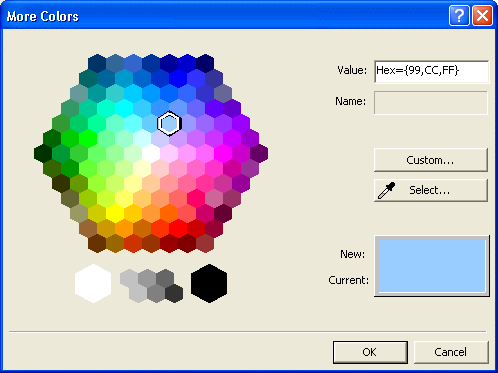 More Colors
Value: Hex={99,CC,FF}
Name:
Custom...
Select...
New:
Current:
OK Cancel